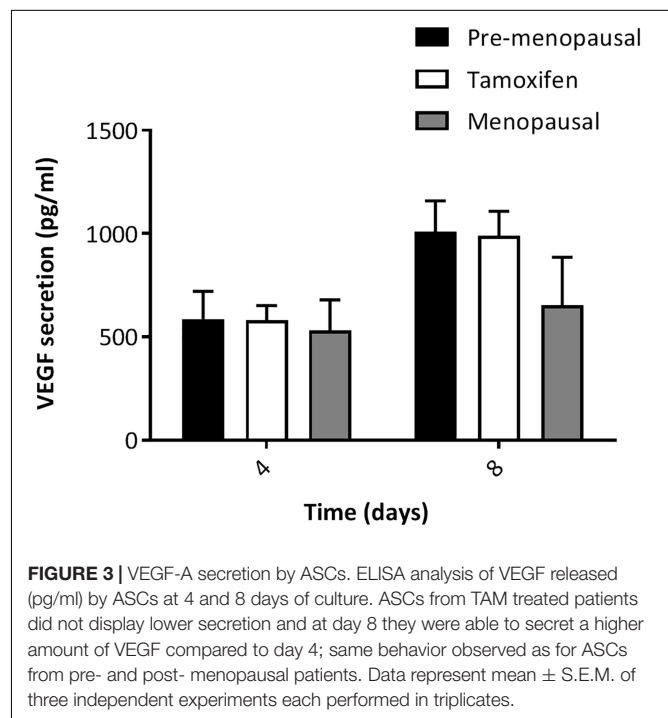 Pre-menopausal
Tamoxifen
Menopausal
1500
1000
500
0
VEGF secretion (pg/ml)
4
8
Time (days)
FIGURE 3 | VEGF-A secretion by ASCs. ELISA analysis of VEGF released
(pg/ml) by ASCs at 4 and 8 days of culture. ASCs from TAM treated patients
did not display lower secretion and at day 8 they were able to secret a higher
amount of VEGF compared to day 4; same behavior observed as for ASCs
from pre- and post- menopausal patients. Data represent mean ± S.E.M. of
three independent experiments each performed in triplicates.